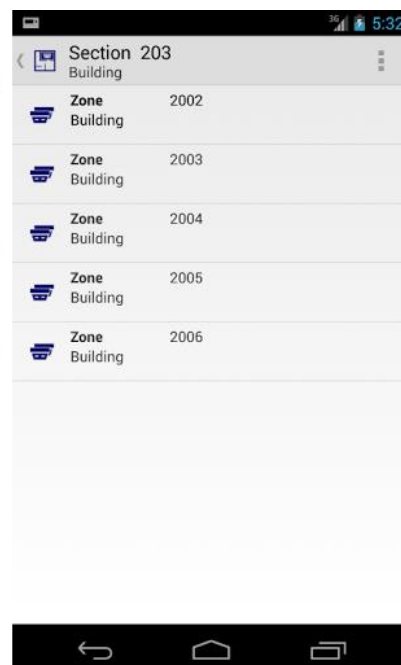 3G 5:32
Section 203
Building
Zone 2002
Building
Zone 2003
Building
Zone 2004
Building
Zone 2005
Building
Zone 2006
Building